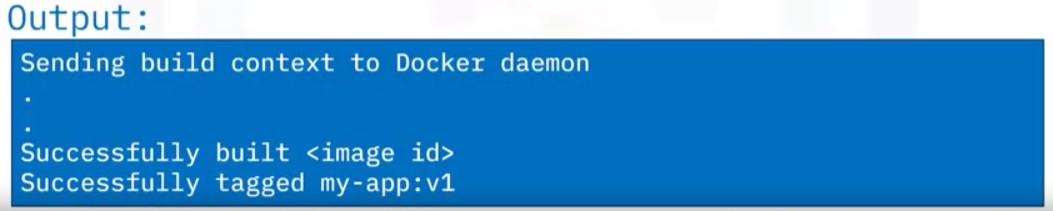 Output:
Sending build context to Docker daemon
.
.
Successfully built <image id>
Successfully tagged my-app:v1